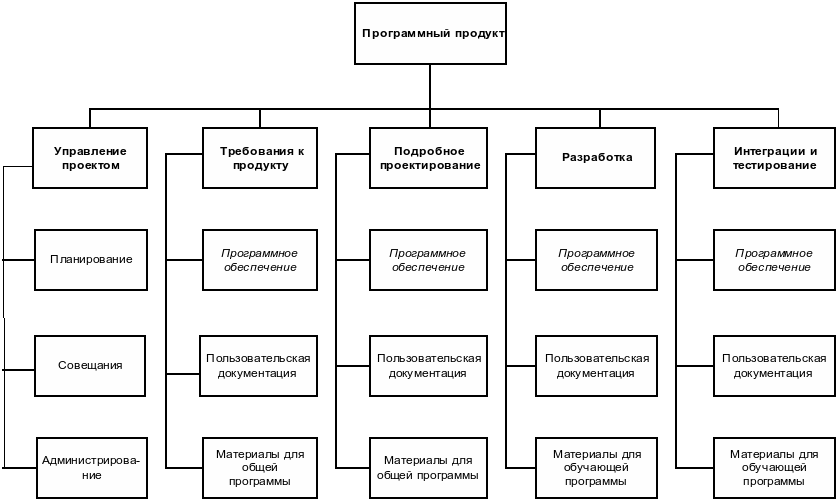 Программный продукт
Управление
проектом
Требования к
продукту
Подробное
проектирование
Разработка
Интеграции и
тестирование
Планирование
Программное
обеспечение
Программное
обеспечение
Программное
обеспечение
Программное
обеспечение
Совещания
Пользовательская
документация
Пользовательская
документация
Пользовательская
документация
Пользовательская
документация
Администрирова-
ние
Материалы для
общей
программы
Материалы для
общей программы
Материалы для
обучающей
программы
Материалы для
обучающей
программы